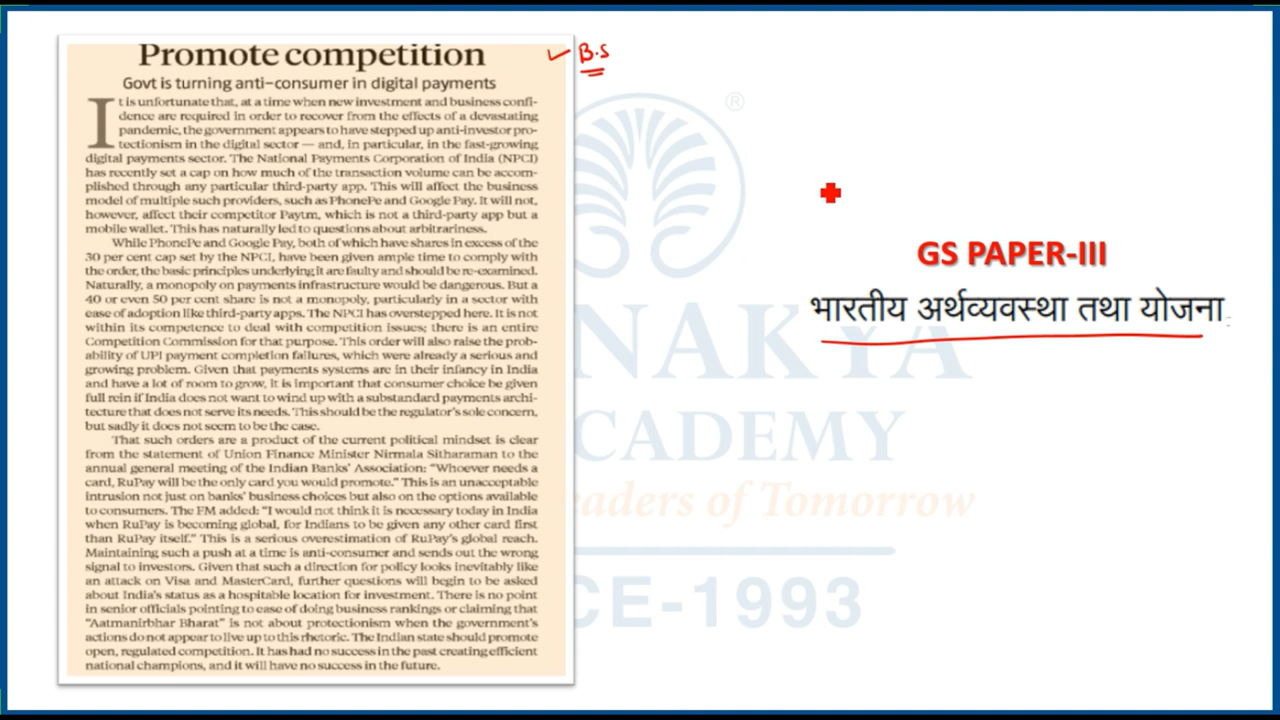 Promote competition
B.S
Govt is turning anti-consumer in digital payments
It is unfortunate that, at a time when new investment and business confi-
dence are required in order to recover from the effects of a devastating
pandemic, the government appears to have stepped up anti-investor pro-
tectionism in the digital sector — and, in particular, in the fast-growing
digital payments sector. The National Payments Corporation of India (NPCI)
has recently set a cap on how much of the transaction volume can be accom-
plished through any particular third-party app. This will affect the business
model of multiple such providers, such as PhonePe and Google Pay. It will not,
however, affect their competitor Paytm, which is not a third-party app but a
mobile wallet. This has naturally led to questions about arbitrariness.
While PhonePe and Google Pay, both of which have shares in excess of the
30 per cent cap set by the NPCI, have been given ample time to comply with
the order, the basic principles underlying it are faulty and should be re-examined.
Naturally, a monopoly on payments infrastructure would be dangerous. But a
40 or even 50 per cent share is not a monopoly, particularly in a sector with
ease of adoption like third-party apps. The NPCI has overstepped here. It is not
within its competence to deal with competition issues; there is an entire
Competition Commission for that purpose. This order will also raise the prob-
ability of UPI payment completion failures, which were already a serious and
growing problem. Given that payments systems are in their infancy in India
and have a lot of room to grow, it is important that consumer choice be given
full rein if India does not want to wind up with a substandard payments archi-
tecture that does not serve its needs. This should be the regulator's sole concern,
but sadly it does not seem to be the case.
That such orders are a product of the current political mindset is clear
from the statement of Union Finance Minister Nirmala Sitharaman to the
annual general meeting of the Indian Banks' Association: "Whoever needs a
card, RuPay will be the only card you would promote." This is an unacceptable
intrusion not just on banks' business choices but also on the options available
to consumers. The FM added: "I would not think it is necessary today in India
when RuPay is becoming global, for Indians to be given any other card first
than RuPay itself." This is a serious overestimation of RuPay's global reach.
Maintaining such a push at a time is anti-consumer and sends out the wrong
signal to investors. Given that such a direction for policy looks inevitably like
an attack on Visa and MasterCard, further questions will begin to be asked
about India's status as a hospitable location for investment. There is no point
in senior officials pointing to ease of doing business rankings or claiming that
"Aatmanirbhar Bharat" is not about protectionism when the government's
actions do not appear to live up to this rhetoric. The Indian state should promote
open, regulated competition. It has had no success in the past creating efficient
national champions, and it will have no success in the future.
GS PAPER-III
भारतीय अर्थव्यवस्था तथा योजना
NAKYA
CADEMY
eaders of Tomorrow
CE-1993
®